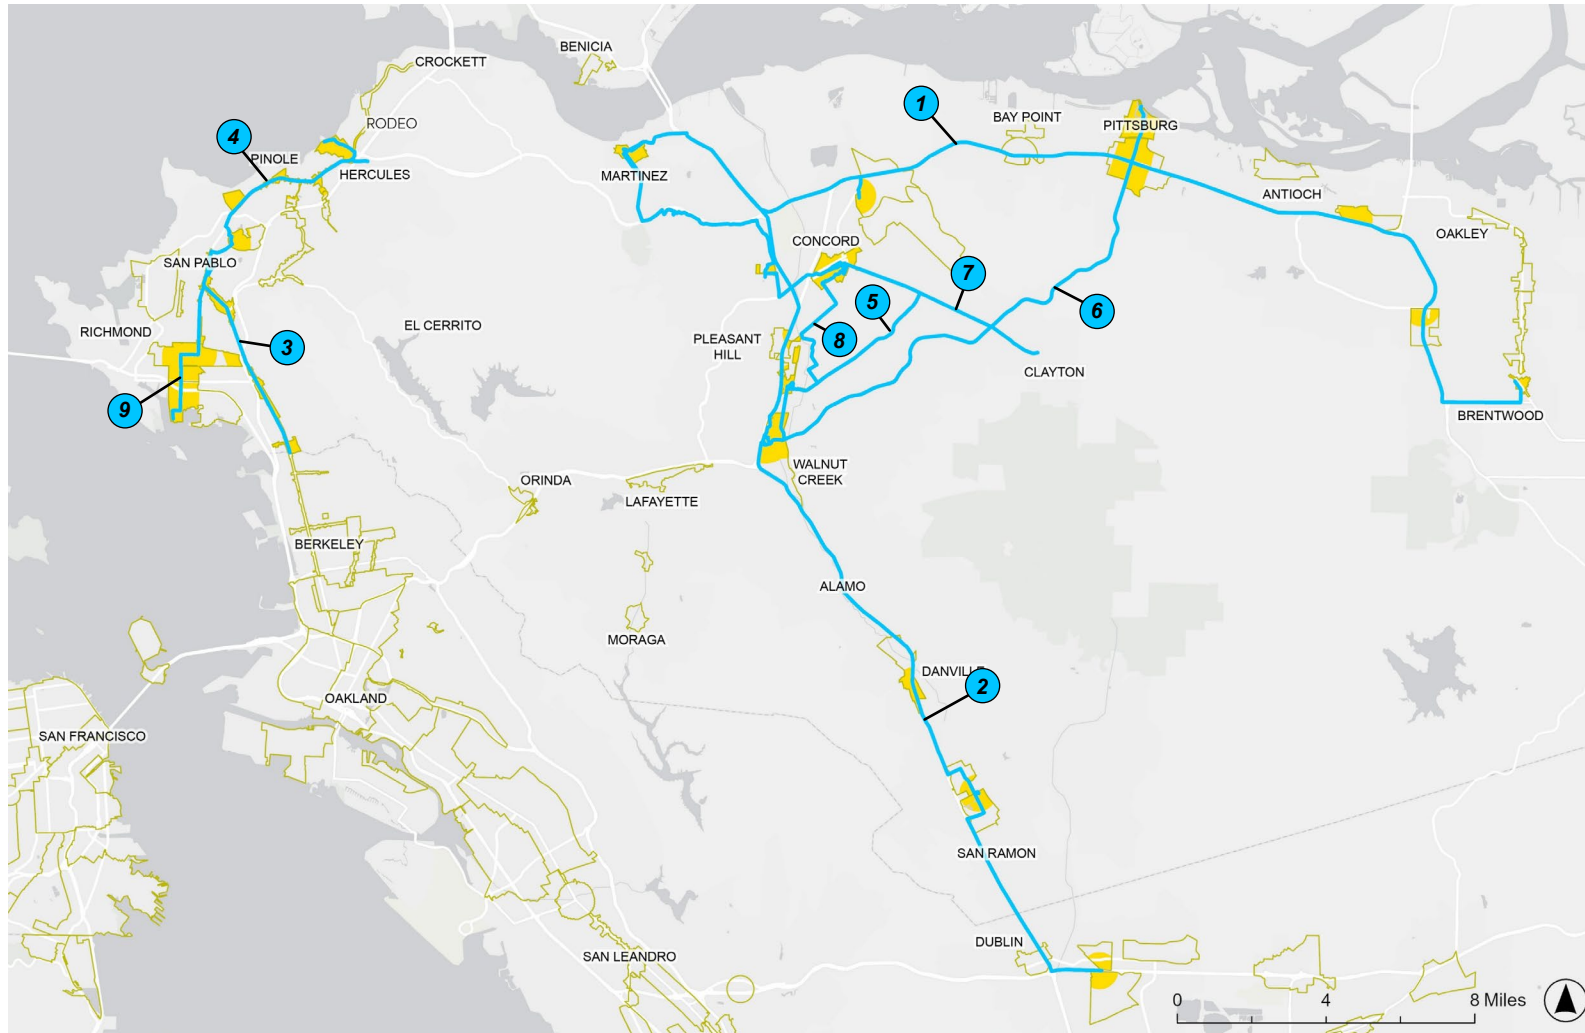 BENICIA
CROCKETT
1
BAY POINT
RODEO
PITTSBURG
4
PINOLE
HERCULES
MARTINEZ
ANTIOCH
OAKLEY
CONCORD
SAN PABLO
7
5
6
EL CERRITO
RICHMOND
8
PLEASANT
HILL
3
CLAYTON
9
BRENTWOOD
WALNUT
CREEK
ORINDA
LAFAYETTE
BERKELEY
ALAMO
MORAGA
DANVILLE
2
OAKLAND
SAN FRANCISCO
SAN RAMON
DUBLIN
SAN LEANDRO
0 4 8 Miles